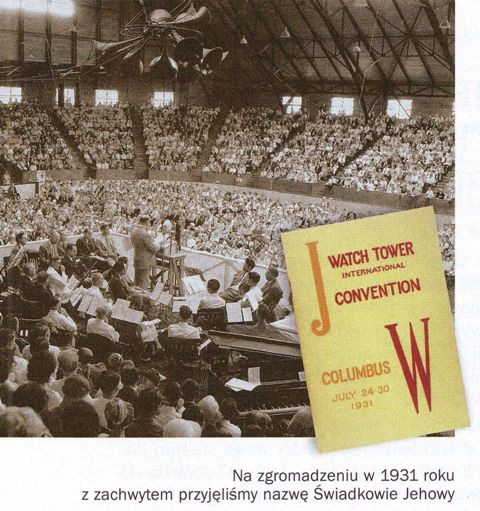 J
WATCH TOWER
INTERNATIONAL
CONVENTION
COLUMBUS
JULY 24-30
1931
W
Na zgromadzeniu w 1931 roku
z zachwytem przyjęliśmy nazwę Świadkowie Jehowy